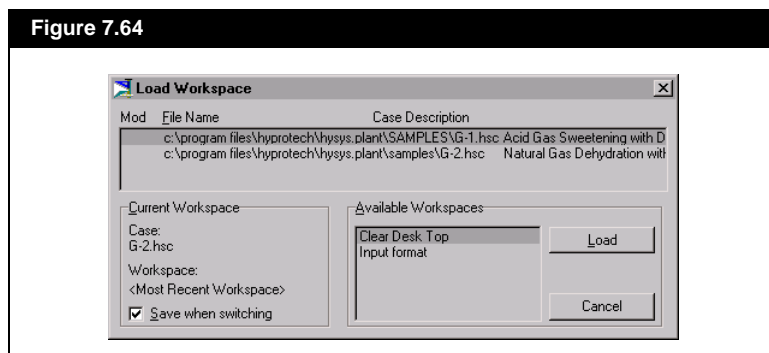 Figure 7.64
Load Workspace
Mod File Name Case Description
c:\program files\hyprotech\hysys.plant\SAMPLES\G-1.hsc Acid Gas Sweetening with D
c:\program files\hyprotech\hysys.plant\samples\G-2.hsc Natural Gas Dehydration with
Current Workspace
Case:
G-2.hsc
Workspace:
<Most Recent Workspace>
Save when switching
Available Workspaces
Clear Desk Top
Input format
Load
Cancel